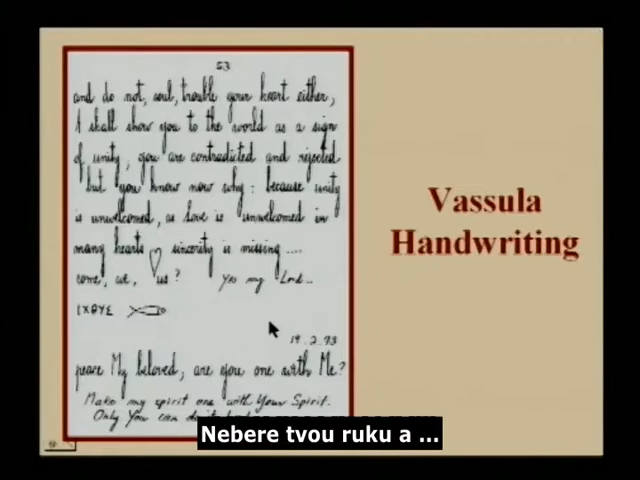 53
and do not, soul, trouble your heart either,
I shall show you to the world as a sign
of unity, you are contradicted and rejected
but you know now why: because unity
is unwelcomed, as love is unwelcomed in
many hearts ♡ sincerity is missing ....
come, we, us? Yes my Lord...
ΙΧΘΥΣ
19.2.93
peace My beloved, are you one with Me?
Make my spirit one with Your Spirit.
Only You can do it
Vassula
Handwriting
Nebere tvou ruku a ...